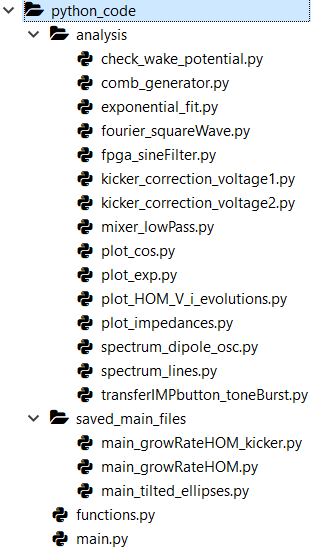 python_code
analysis
check_wake_potential.py
comb_generator.py
exponential_fit.py
fourier_squareWave.py
fpga_sineFilter.py
kicker_correction_voltage1.py
kicker_correction_voltage2.py
mixer_lowPass.py
plot_cos.py
plot_exp.py
plot_HOM_V_i_evolutions.py
plot_impedances.py
spectrum_dipole_osc.py
spectrum_lines.py
transferIMPbutton_toneBurst.py
saved_main_files
main_growRateHOM_kicker.py
main_growRateHOM.py
main_tilted_ellipses.py
functions.py
main.py